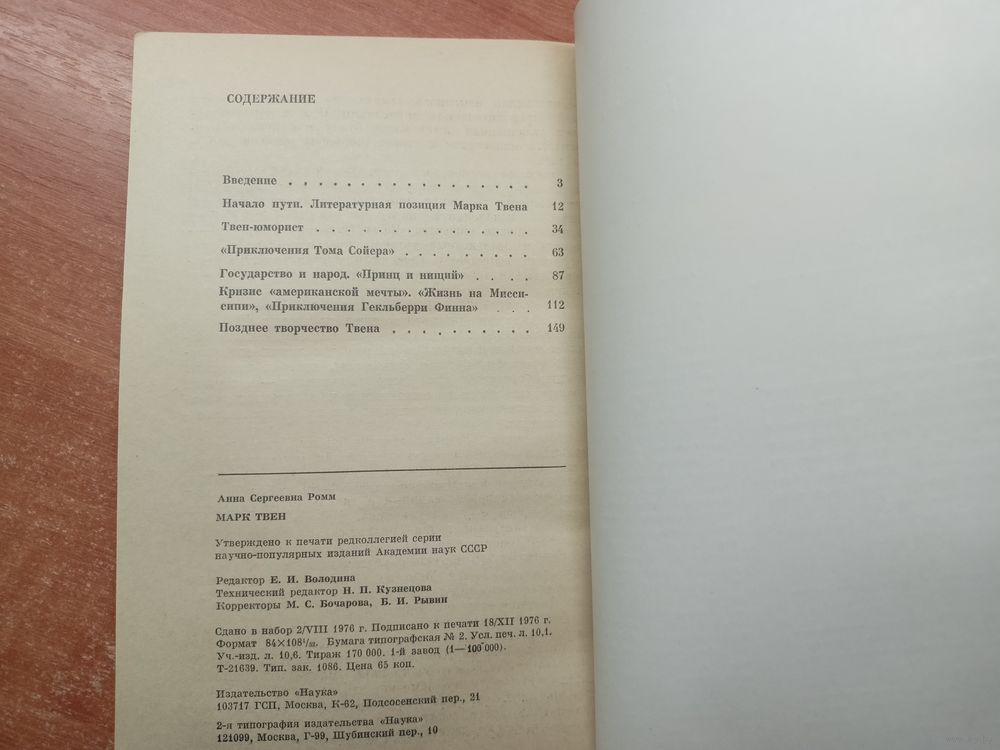 СОДЕРЖАНИЕ
Введение . . . . . . . . . . . . . . . . . 3
Начало пути. Литературная позиция Марка Твена 12
Твен-юморист . . . . . . . . . . . . . . . 34
«Приключения Тома Сойера» . . . . . . . . . 63
Государство и народ. «Принц и нищий» . . . . 87
Кризис «американской мечты». «Жизнь на Мисси-
сипи», «Приключения Гекльберри Финна» . . . 112
Позднее творчество Твена . . . . . . . . . . 149
Анна Сергеевна Ромм
МАРК ТВЕН
Утверждено к печати редколлегией серии
научно-популярных изданий Академии наук СССР
Редактор Е. И. Володина
Технический редактор Н. П. Кузнецова
Корректоры М. С. Бочарова, Б. И. Рывин
Сдано в набор 2/VIII 1976 г. Подписано к печати 18/XII 1976 г.
Формат 84×108¹/₃₂. Бумага типографская № 2. Усл. печ. л. 10,1.
Уч.-изд. л. 10,6. Тираж 170 000. 1-й завод (1—100 000).
Т-21639. Тип. зак. 1086. Цена 65 коп.
Издательство «Наука»
103717 ГСП, Москва, К-62, Подсосенский пер., 21
2-я типография издательства «Наука»
121099, Москва, Г-99, Шубинский пер., 10